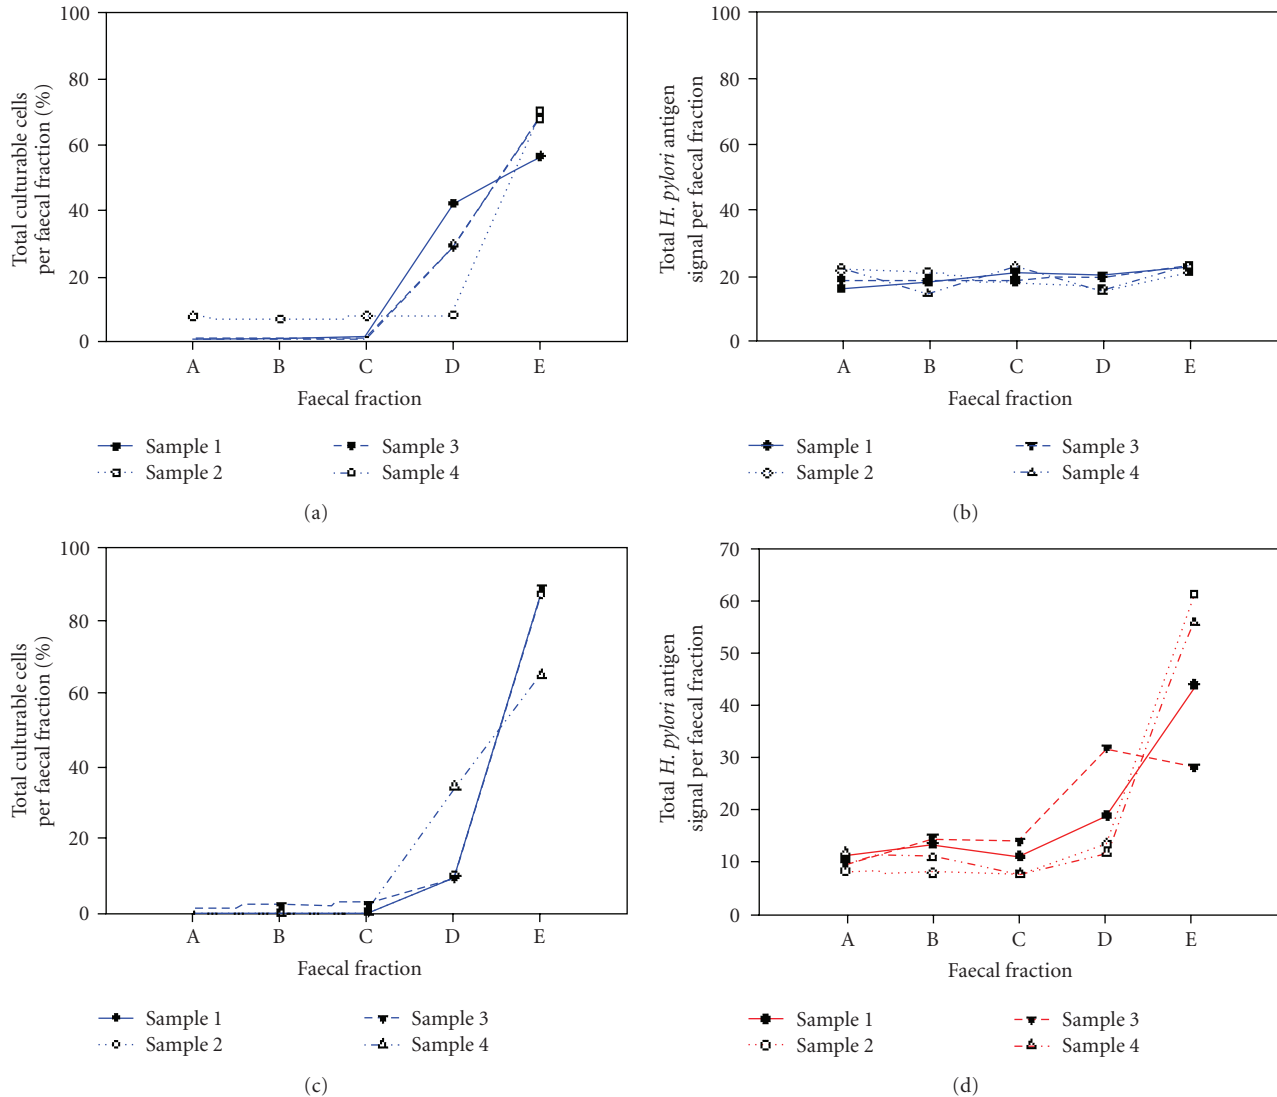 100
80
60
40
20
0
Total culturable cells
per faecal fraction (%)
A B C D E
Faecal fraction
Sample 1
Sample 2
Sample 3
Sample 4
(a)
100
80
60
40
20
0
Total H. pylori antigen
signal per faecal fraction
A B C D E
Faecal fraction
Sample 1
Sample 2
Sample 3
Sample 4
(b)
100
80
60
40
20
0
Total culturable cells
per faecal fraction (%)
A B C D E
Faecal fraction
Sample 1
Sample 2
Sample 3
Sample 4
(c)
70
60
50
40
30
20
10
0
Total H. pylori antigen
signal per faecal fraction
A B C D E
Faecal fraction
Sample 1
Sample 2
Sample 3
Sample 4
(d)